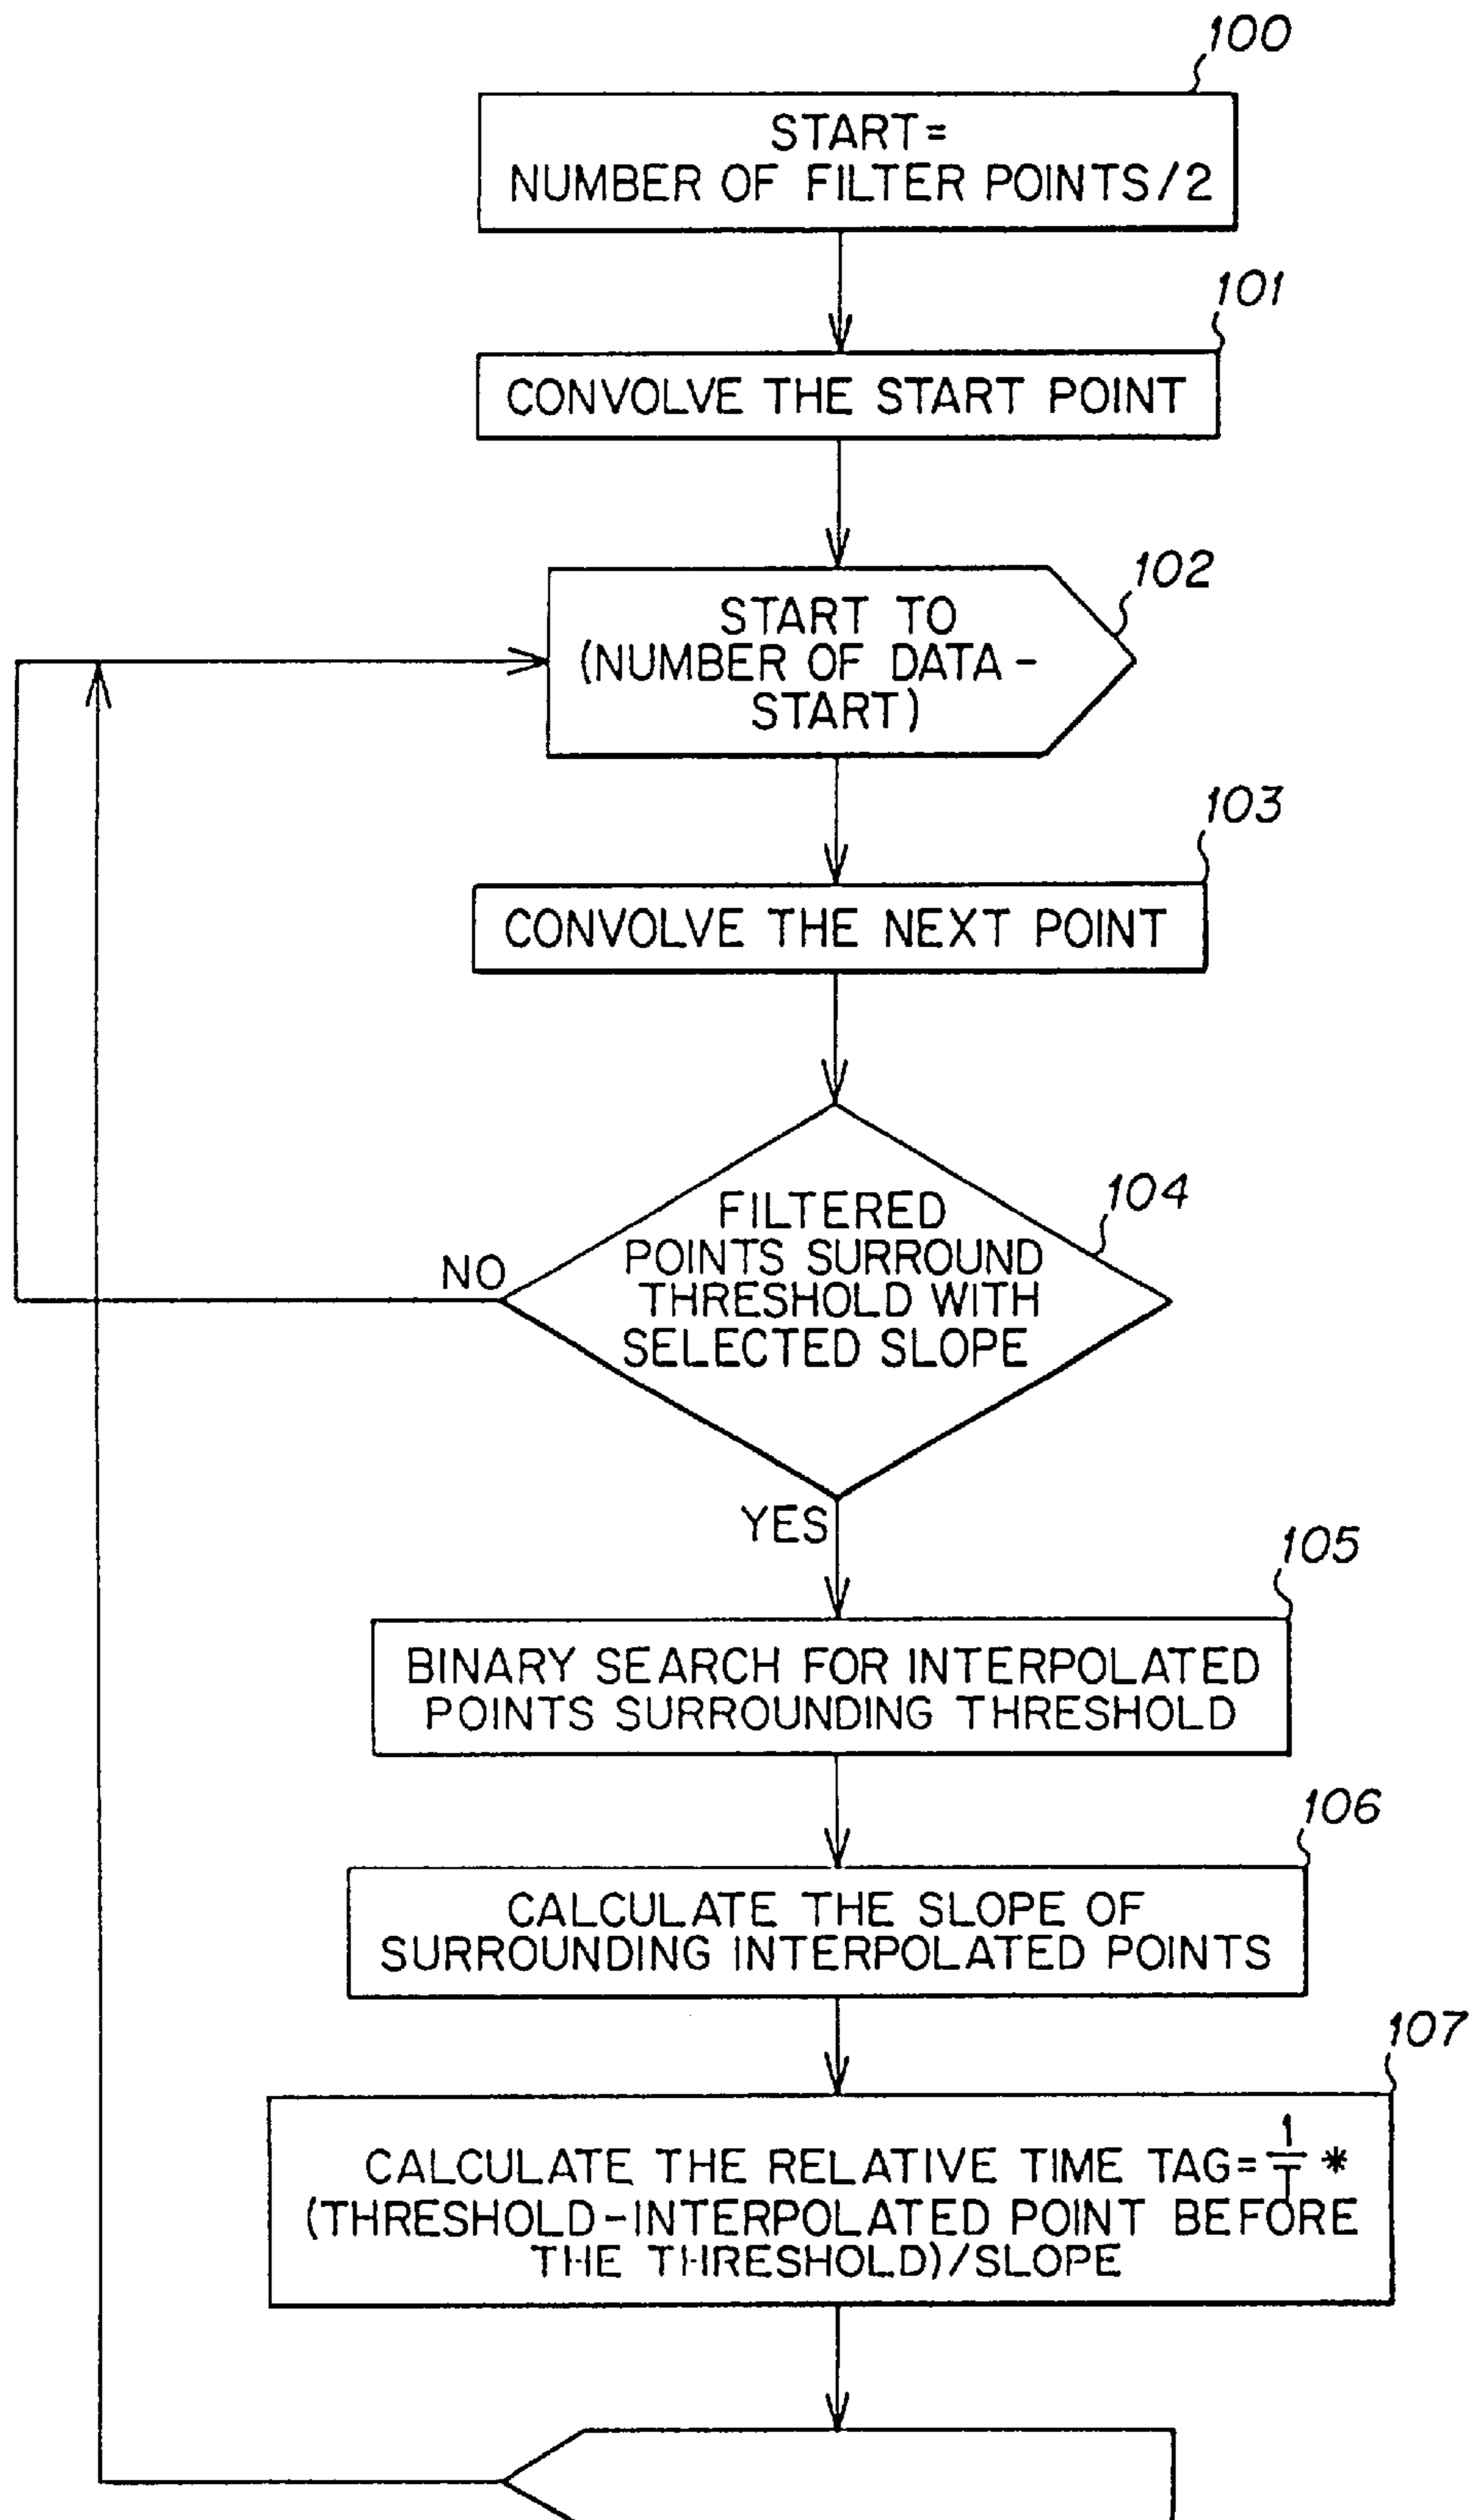 100
START=
NUMBER OF FILTER POINTS/2
101
CONVOLVE THE START POINT
102
START TO
(NUMBER OF DATA-
START)
103
CONVOLVE THE NEXT POINT
104
FILTERED
POINTS SURROUND
THRESHOLD WITH
SELECTED SLOPE
NO
YES
105
BINARY SEARCH FOR INTERPOLATED
POINTS SURROUNDING THRESHOLD
106
CALCULATE THE SLOPE OF
SURROUNDING INTERPOLATED POINTS
107
CALCULATE THE RELATIVE TIME TAG=1/T *
(THRESHOLD-INTERPOLATED POINT BEFORE
THE THRESHOLD)/SLOPE